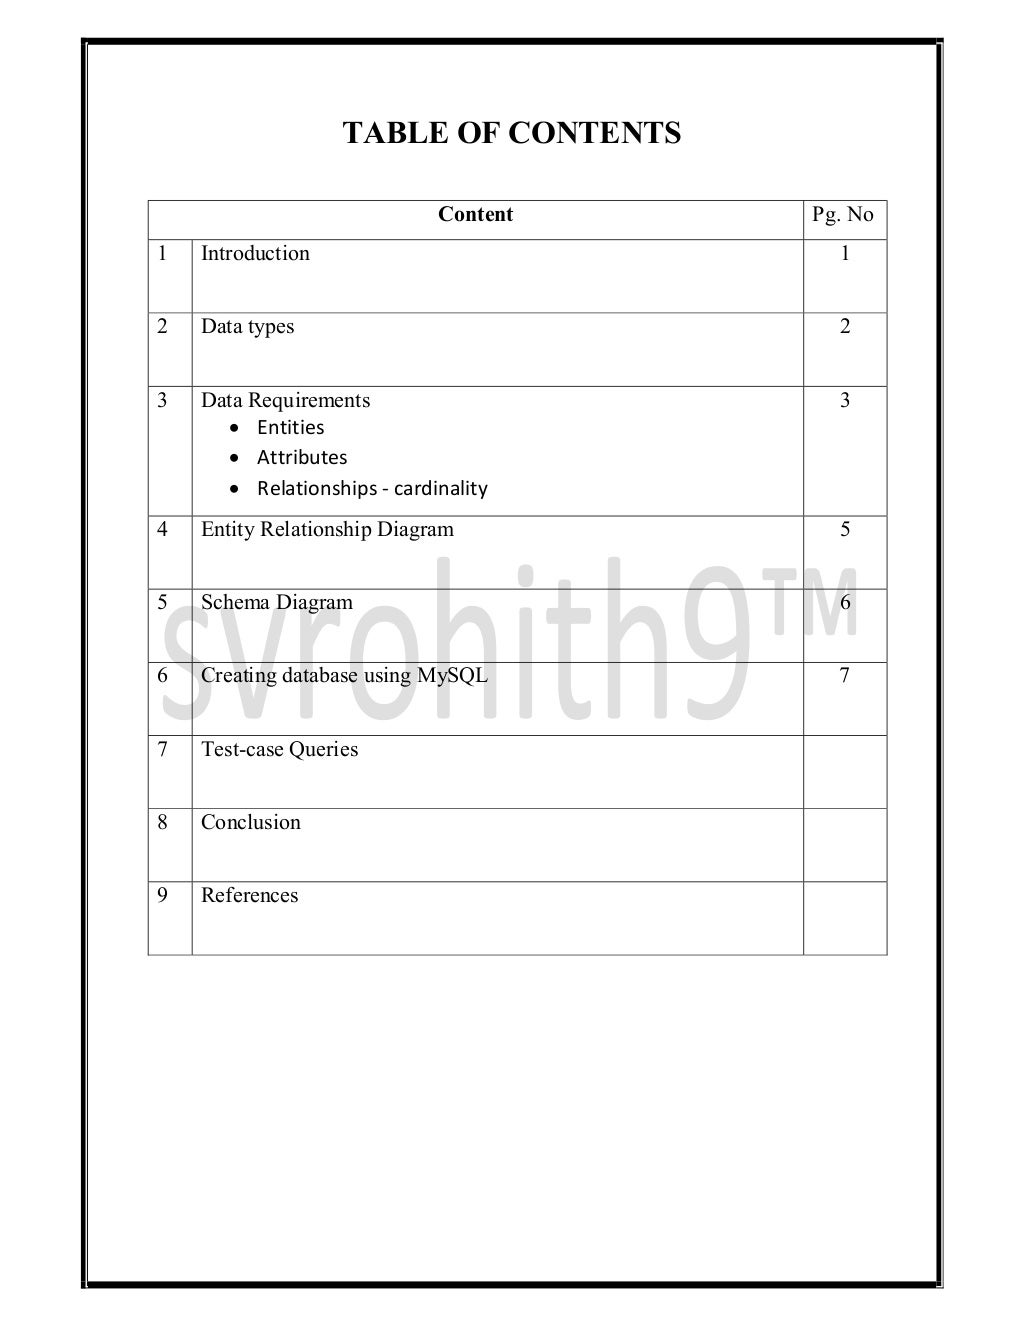 TABLE OF CONTENTS
Content Pg. No
1 Introduction 1
2 Data types 2
3 Data Requirements 3
• Entities
• Attributes
• Relationships - cardinality
4 Entity Relationship Diagram 5
5 Schema Diagram 6
svrohith9™
6 Creating database using MySQL 7
7 Test-case Queries
8 Conclusion
9 References